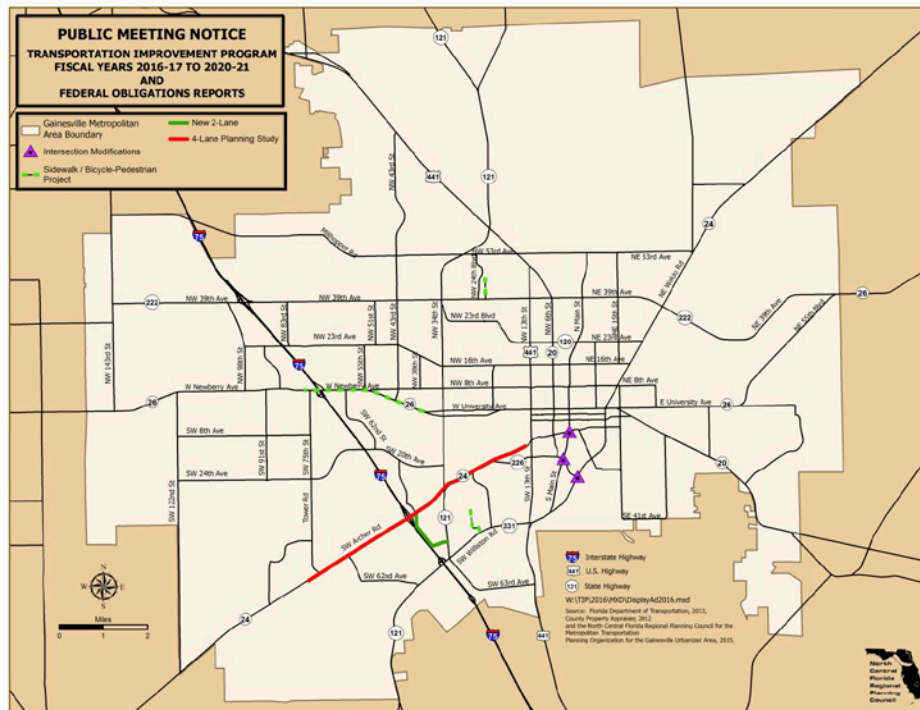 PUBLIC MEETING NOTICE
TRANSPORTATION IMPROVEMENT PROGRAM
FISCAL YEARS 2016-17 TO 2020-21
AND
FEDERAL OBLIGATIONS REPORTS
Gainesville Metropolitan
Area Boundary
New 2-Lane
4-Lane Planning Study
Intersection Modifications
Sidewalk / Bicycle-Pedestrian
Project
121
NW 43rd St
441
121
24
75
Millhopper Rd
NW 53rd Ave
NE 53rd Ave
NE Waldo Rd
NW 24th Blvd
222
NW 39th Ave
NW 39th Ave
NE 39th Ave
222
NE 39th Ave
NE 55th Blvd
26
NW 143rd St
NW 98th St
NW 83rd St
NW 51st St
NW 43rd St
NW 34th St
NW 23rd Blvd
NW 13th St
NW 6th St
N Main St
NE 15th St
NW 23rd Ave
441
20
120
NE 23rd Ave
75
NW 55th St
NW 16th Ave
NE 16th Ave
W Newberry Ave
W Newberry Ave
NW 8th Ave
NE 8th Ave
26
26
W University Ave
E University Ave
24
SW 62nd St
SW 8th Ave
SW 91st St
SW 75th St
SW 20th Ave
SW 24th Ave
75
24
226
20
SW 122nd St
Tower Rd
121
SW 13th St
S Main St
SW Archer Rd
331
SE 41st Ave
SW Williston Rd
SW 62nd Ave
SW 63rd Ave
24
121
75
441
N
W
E
S
Miles
0 1 2
75 Interstate Highway
441 U.S. Highway
121 State Highway
W:\TIP\2016\MXD\DisplayAd2016.mxd
Source: Florida Department of Transportation, 2013,
County Property Appraiser, 2012
and the North Central Florida Regional Planning Council for the
Metropolitan Transportation
Planning Organization for the Gainesville Urbanized Area, 2015.
North
Central
Florida
Regional
Planning
Council